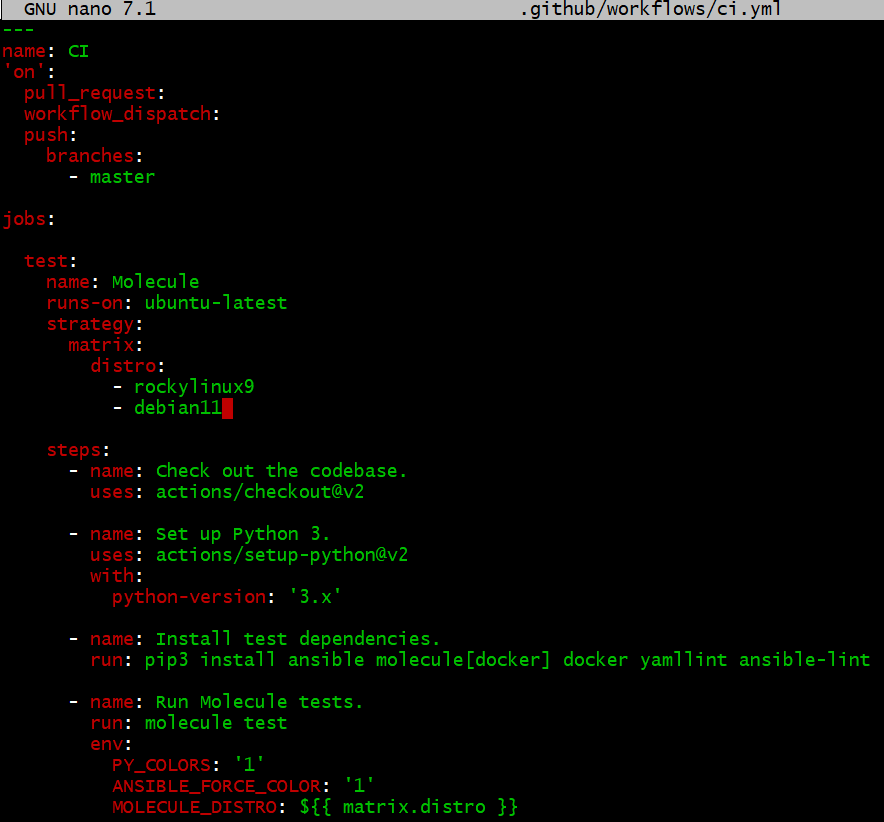 GNU nano 7.1 .github/workflows/ci.yml
---
name: CI
'on':
  pull_request:
  workflow_dispatch:
  push:
    branches:
      - master

jobs:

  test:
    name: Molecule
    runs-on: ubuntu-latest
    strategy:
      matrix:
        distro:
          - rockylinux9
          - debian11

    steps:
      - name: Check out the codebase.
        uses: actions/checkout@v2

      - name: Set up Python 3.
        uses: actions/setup-python@v2
        with:
          python-version: '3.x'

      - name: Install test dependencies.
        run: pip3 install ansible molecule[docker] docker yamllint ansible-lint

      - name: Run Molecule tests.
        run: molecule test
        env:
          PY_COLORS: '1'
          ANSIBLE_FORCE_COLOR: '1'
          MOLECULE_DISTRO: ${{ matrix.distro }}